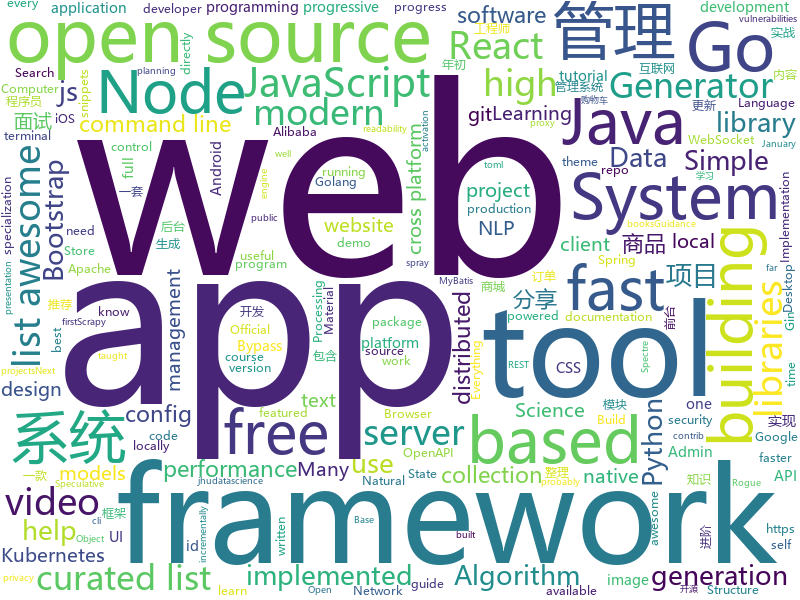 every
application
developer
programming
progressive
progress
software
管理
Go
development
vulnerabilities
工程师
实战
open source
directly
React
Computer
程序员
Search
snippets
年初
tutorial
互联网
内容
js
Node
JavaScript
high
Generator
管理系统
购物车
更新
Language
面试
iOS
modern
git
Learning
Java
library
WebSocket
January
terminal
command line
Alibaba
readability
proxy
theme
repo
full
control
Android
activation
Data
Simple
toml
学习
specialization
awesome
Bootstrap
一套
running
Golang
cross platform
project
production
NLP
System
Implementations
need
后台
website
demo
public
engine
web
client
商品
local
list
Store
生成
useful
program
Spring
booksGuidance
far
Apache
know
Processing
Material
商城
MyBatis
订单
fast
项目
Desktop
presentation
推荐
Official
Bypass
开发
powered
documentation
分享
building
Gin
firstScrapy
best
management
包含
package
platform
distributed
前台
libraries
time
design
taught
course
version
source
work
app
tool
CSS
REST
Spectre
projectsNext
config
free
text
Browser
OpenAPI
Science
模块
Build
security
contrib
实现
Google
系统
locally
code
featured
server
based
Python
one
faster
Admin
API
models
performance
Many
use
collection
native
整理
awesome
知识
Rogue
一款
Speculative
jhudatascience
Natural
State
probably
cli
video
framework
互联网
help
框架
Object
UI
incrementally
written
Base
进阶
https
self
Kubernetes
id
built
privacy
planning
Open
well
Network
guide
spray
image
generation
curated list
learn
implemented
available
Algorithm
Structure
开源